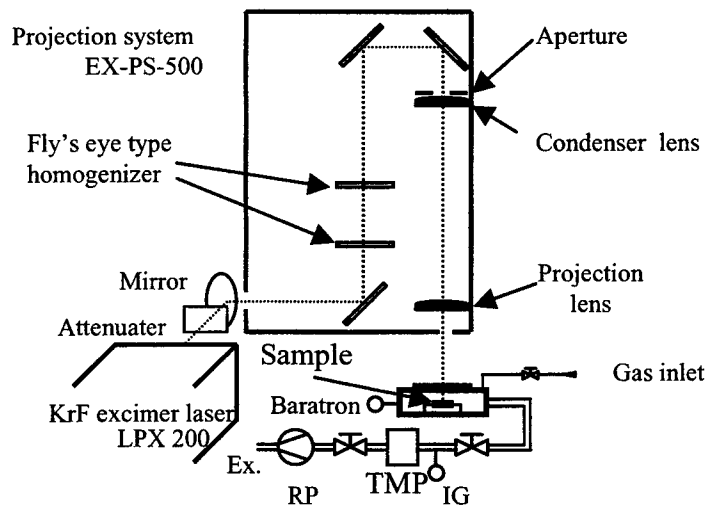 Projection system
EX-PS-500
Aperture
Condenser lens
Fly's eye type
homogenizer
Mirror
Projection
lens
Attenuater
Sample
Gas inlet
KrF excimer laser
LPX 200
Baratron
Ex.
RP
TMP
IG